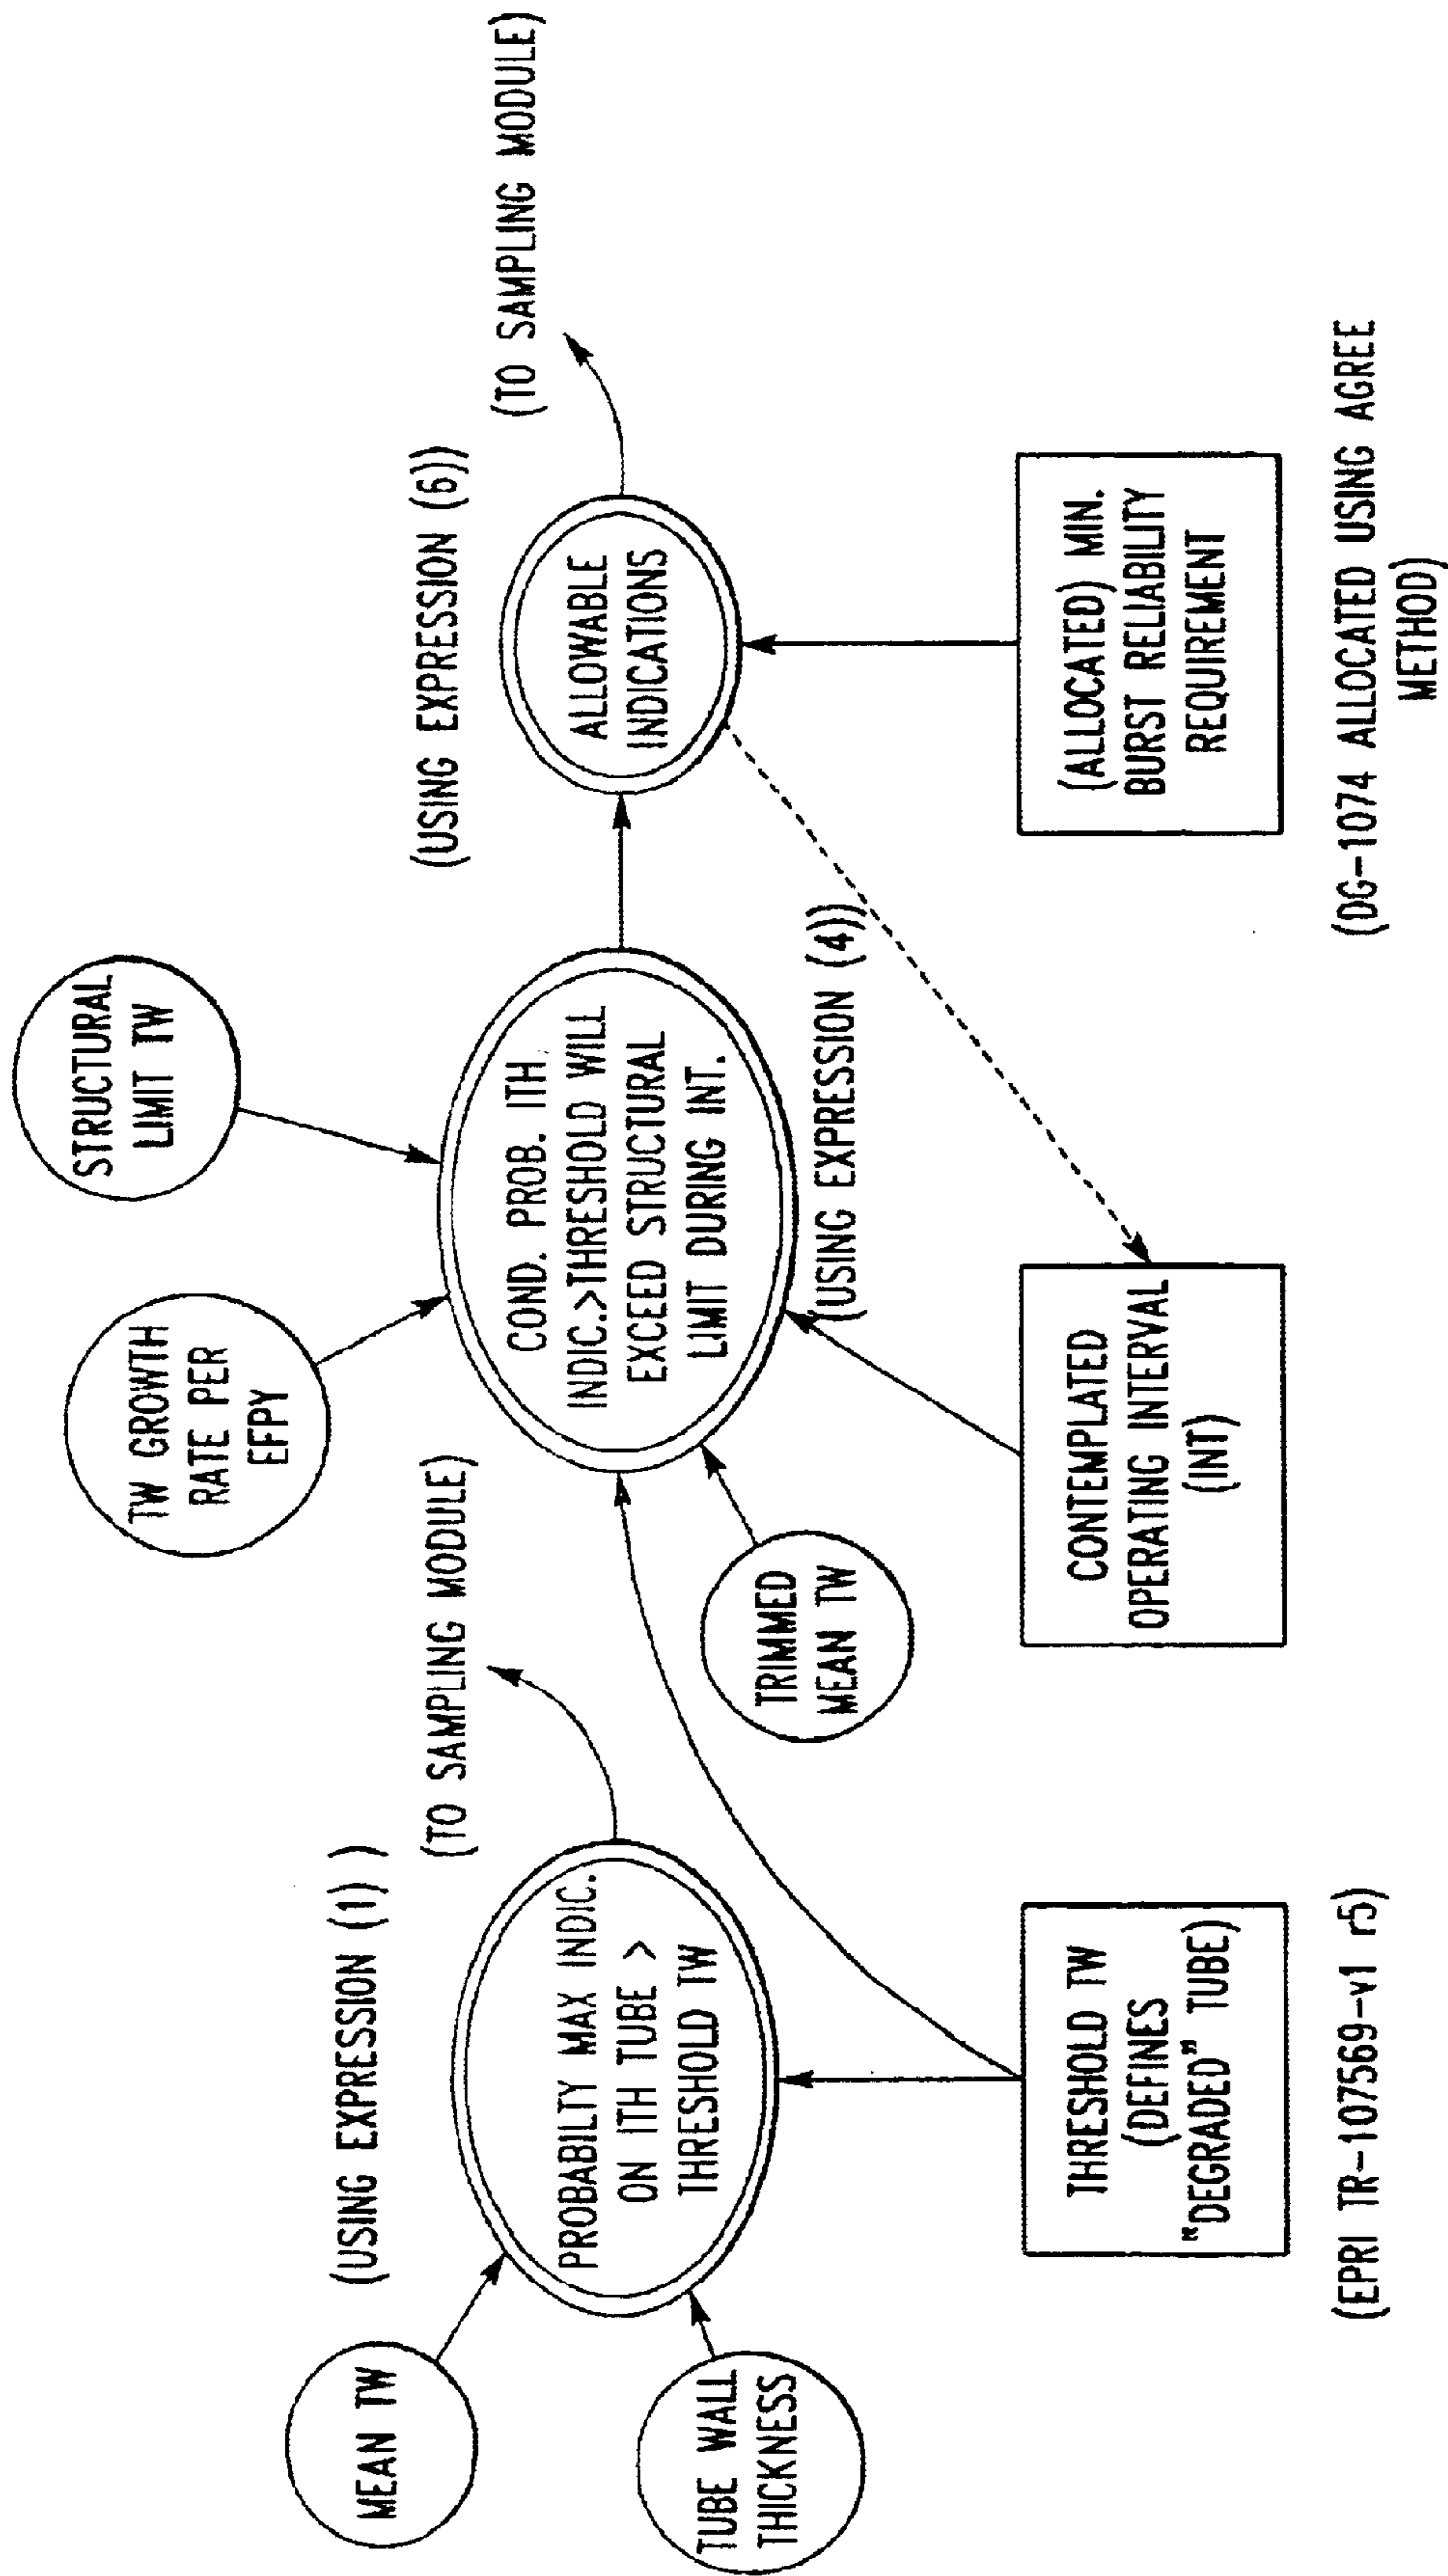 (USING EXPRESSION (1) )
MEAN TW
TUBE WALL
THICKNESS
PROBABILTY MAX INDIC.
ON ITH TUBE >
THRESHOLD TW
(TO SAMPLING MODULE)
THRESHOLD TW
(DEFINES
"DEGRADED" TUBE)
(EPRI TR-107569-v1 r5)
TW GROWTH
RATE PER
EFPY
STRUCTURAL
LIMIT TW
COND. PROB. ITH
INDIC.>THRESHOLD WILL
EXCEED STRUCTURAL
LIMIT DURING INT.
(USING EXPRESSION (4))
TRIMMED
MEAN TW
CONTEMPLATED
OPERATING INTERVAL
(INT)
(USING EXPRESSION (6))
ALLOWABLE
INDICATIONS
(TO SAMPLING MODULE)
(ALLOCATED) MIN.
BURST RELIABILITY
REQUIREMENT
(DG-1074 ALLOCATED USING AGREE
METHOD)